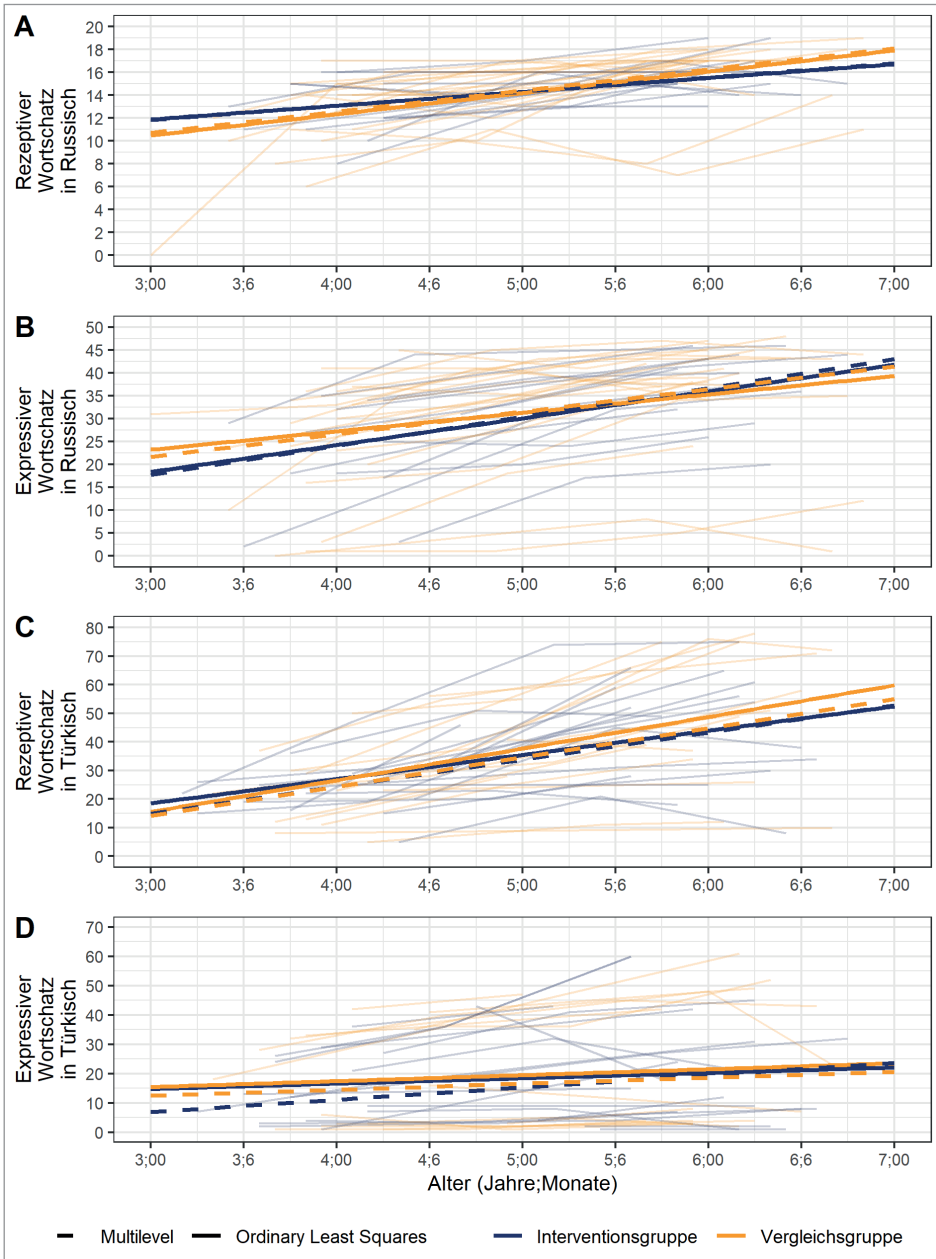 A
Rezeptiver
Wortschatz
in Russisch
20
18
16
14
12
10
8
6
4
2
0
3;00 3;6 4;00 4;6 5;00 5;6 6;00 6;6 7;00
B
Expressiver
Wortschatz
in Russisch
50
45
40
35
30
25
20
15
10
5
0
3;00 3;6 4;00 4;6 5;00 5;6 6;00 6;6 7;00
C
Rezeptiver
Wortschatz
in Türkisch
80
70
60
50
40
30
20
10
0
3;00 3;6 4;00 4;6 5;00 5;6 6;00 6;6 7;00
D
Expressiver
Wortschatz
in Türkisch
70
60
50
40
30
20
10
0
3;00 3;6 4;00 4;6 5;00 5;6 6;00 6;6 7;00
Alter (Jahre;Monate)
Multilevel Ordinary Least Squares Interventionsgruppe Vergleichsgruppe